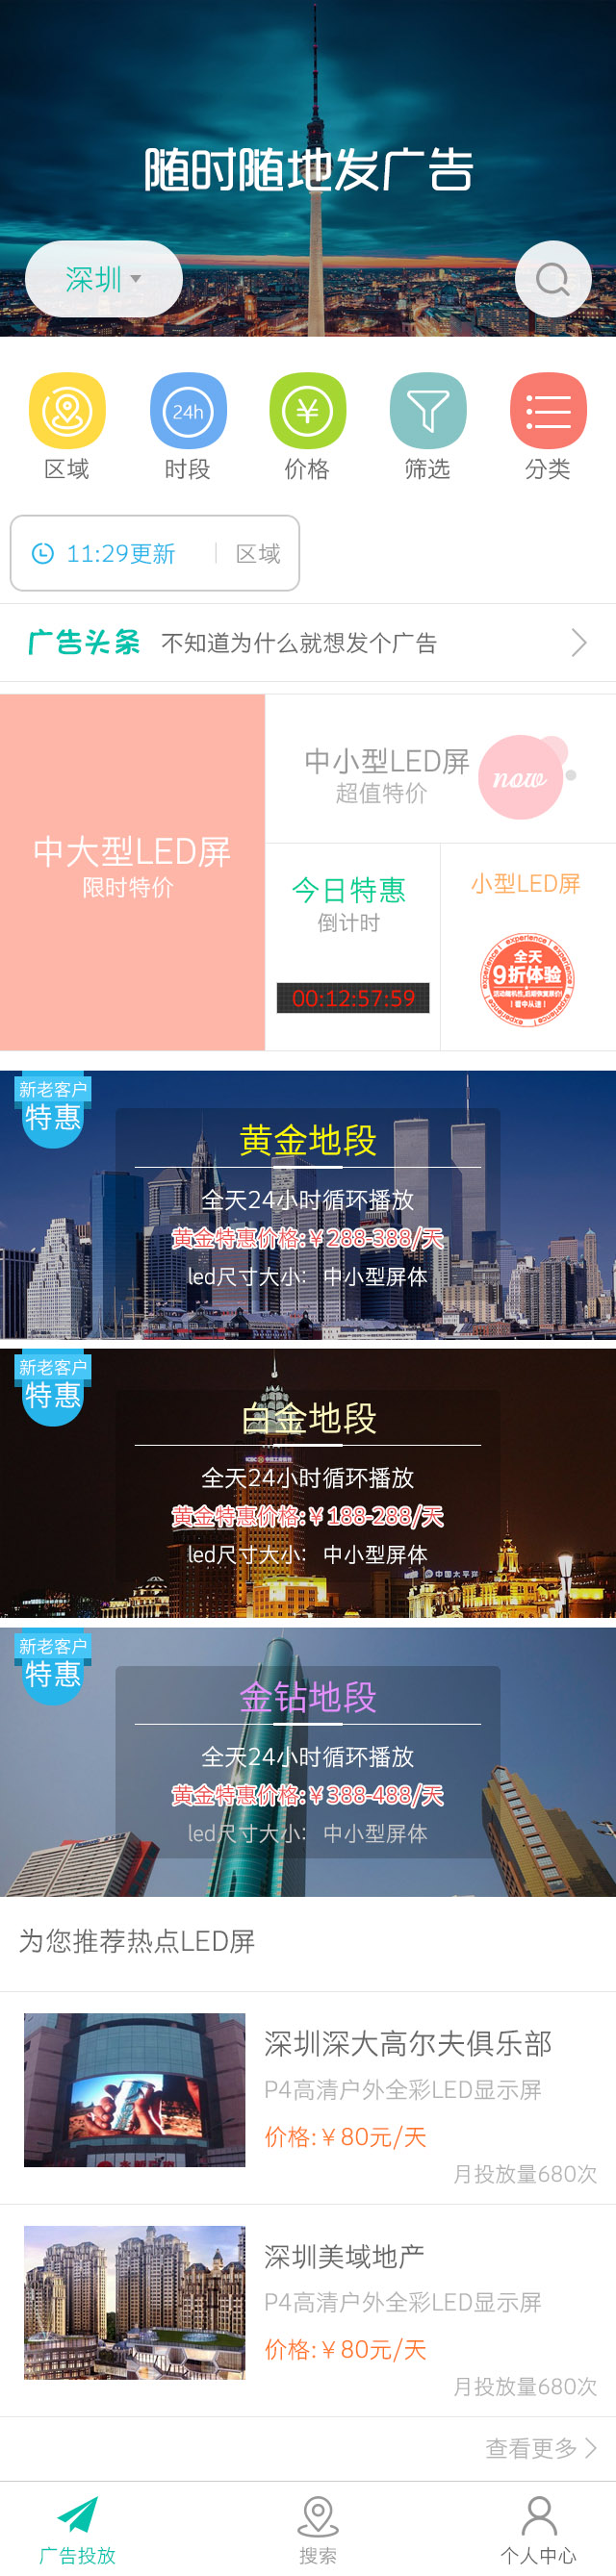 随时随地发广告
深圳
24h
区域 时段 价格 筛选 分类
11:29更新 区域
广告头条 不知道为什么就想发个广告
中大型LED屏
限时特价
中小型LED屏
超值特价
now
今日特惠
倒计时
00:12:57:59
小型LED屏
experience!
全天
9折体验
新老客户
特惠
黄金地段
全天24小时循环播放
黄金特惠价格:¥288-388/天
led尺寸大小: 中小型屏体
新老客户
特惠
白金地段
全天24小时循环播放
黄金特惠价格:¥188-288/天
led尺寸大小: 中小型屏体
中国太平洋
新老客户
特惠
金钻地段
全天24小时循环播放
黄金特惠价格:¥388-488/天
led尺寸大小: 中小型屏体
为您推荐热点LED屏
深圳深大高尔夫俱乐部
P4高清户外全彩LED显示屏
价格:¥80元/天
月投放量680次
深圳美域地产
P4高清户外全彩LED显示屏
价格:¥80元/天
月投放量680次
查看更多
广告投放 搜索 个人中心